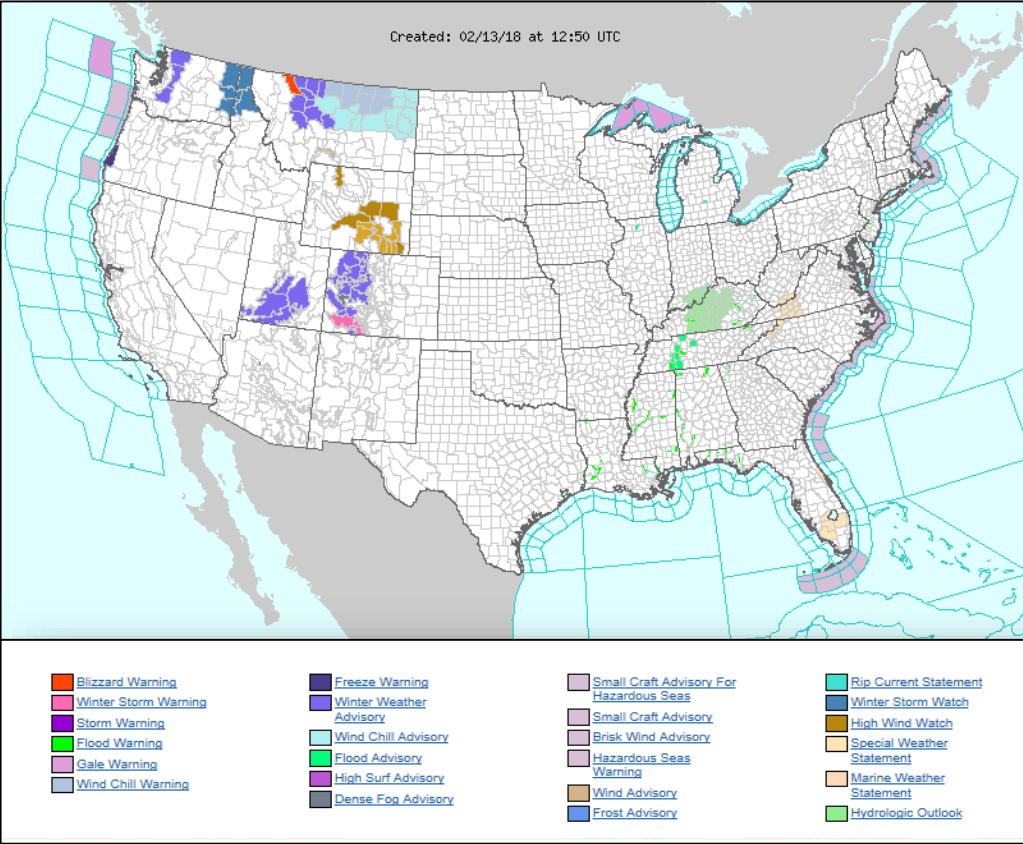 Created: 02/13/18 at 12:50 UTC
Blizzard Warning
Winter Storm Warning
Storm Warning
Flood Warning
Gale Warning
Wind Chill Warning
Freeze Warning
Winter Weather
Advisory
Wind Chill Advisory
Flood Advisory
High Surf Advisory
Dense Fog Advisory
Small Craft Advisory For
Hazardous Seas
Small Craft Advisory
Brisk Wind Advisory
Hazardous Seas
Warning
Wind Advisory
Frost Advisory
Rip Current Statement
Winter Storm Watch
High Wind Watch
Special Weather
Statement
Marine Weather
Statement
Hydrologic Outlook